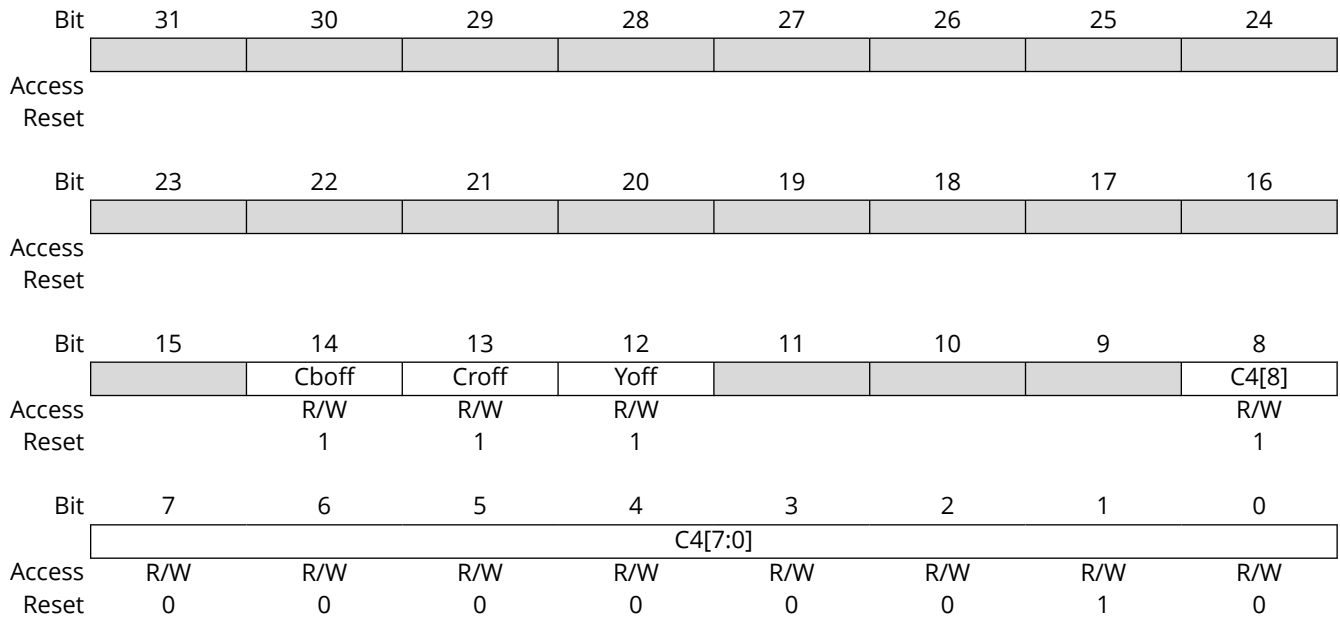 Bit 31 30 29 28 27 26 25 24
Access
Reset
Bit 23 22 21 20 19 18 17 16
Access
Reset
Bit 15 14 13 12 11 10 9 8
Cboff Croff Yoff C4[8]
Access R/W R/W R/W R/W
Reset 1 1 1 1
Bit 7 6 5 4 3 2 1 0
C4[7:0]
Access R/W R/W R/W R/W R/W R/W R/W R/W
Reset 0 0 0 0 0 0 1 0